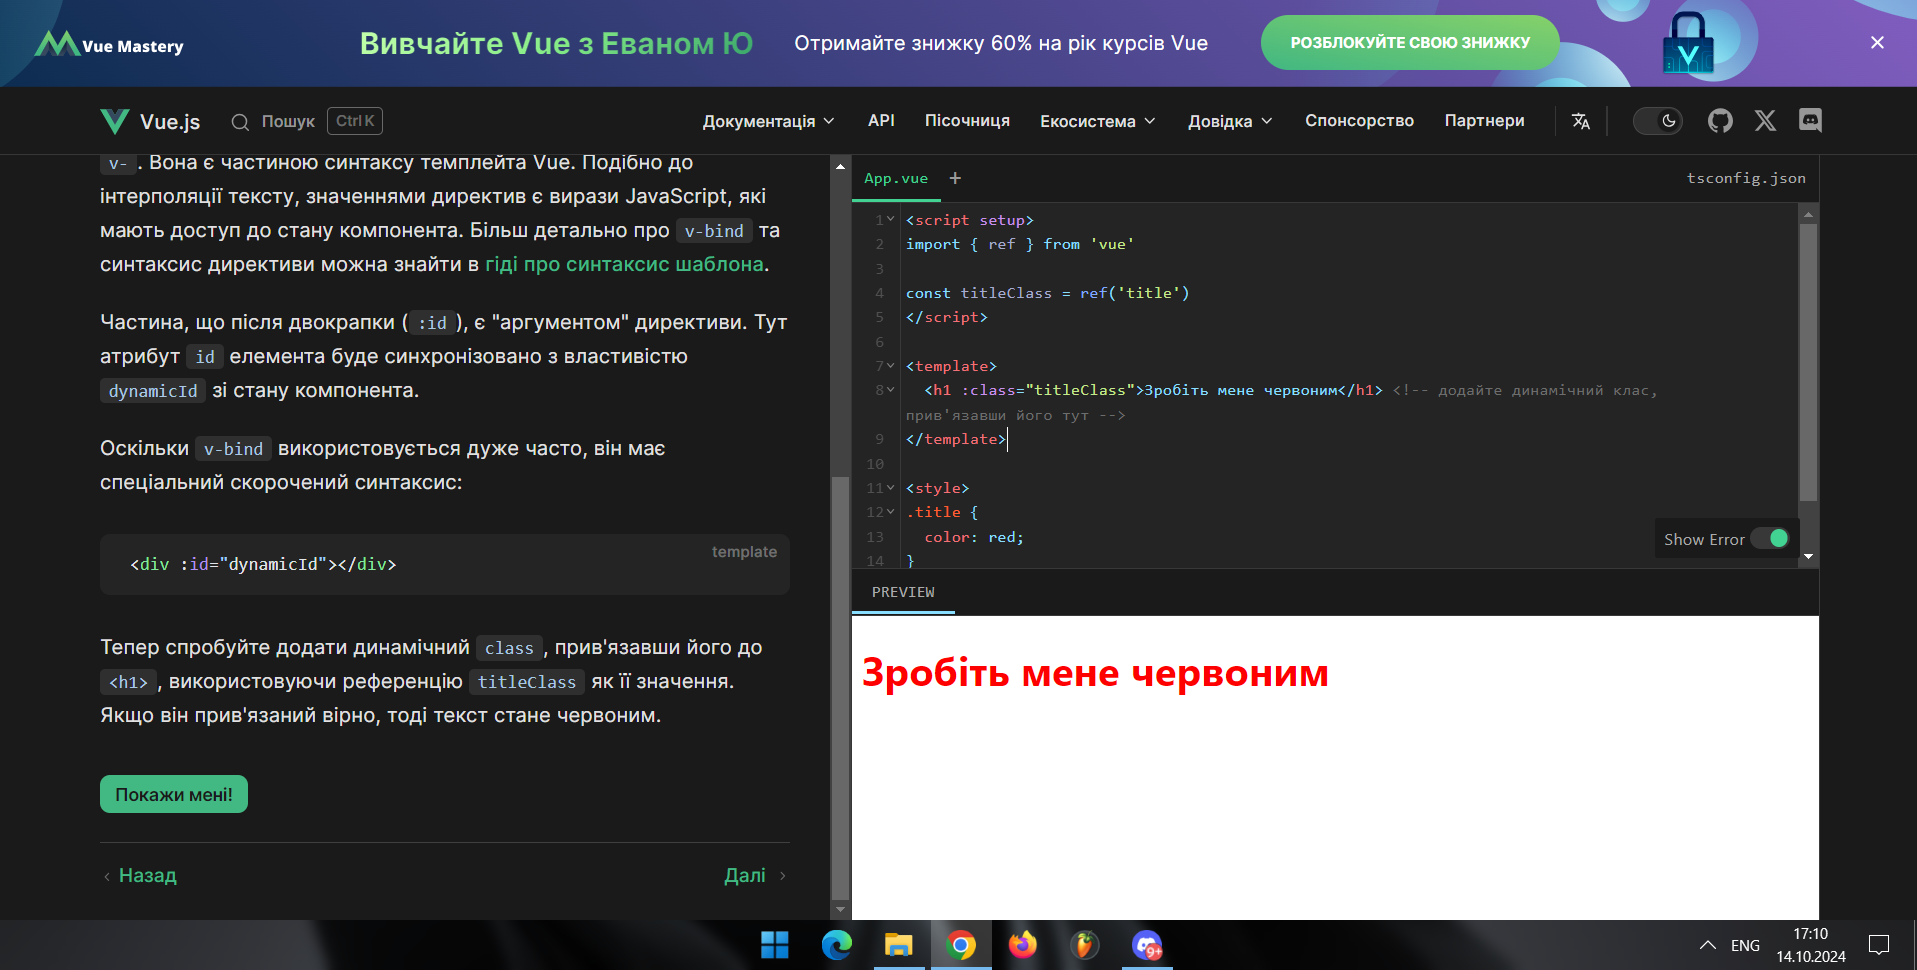 Vue Mastery
Вивчайте Vue з Еваном Ю
Отримайте знижку 60% на рік курсів Vue
РОЗБЛОКУЙТЕ СВОЮ ЗНИЖКУ
Vue.js
Пошук
Ctrl K
Документація
API
Пісочниця
Екосистема
Довідка
Спонсорство
Партнери
v- . Вона є частиною синтаксу темплейта Vue. Подібно до
інтерполяції тексту, значеннями директив є вирази JavaScript, які
мають доступ до стану компонента. Більш детально про v-bind та
синтаксис директиви можна знайти в гіді про синтаксис шаблона.
Частина, що після двокрапки ( :id ), є "аргументом" директиви. Тут
атрибут id елемента буде синхронізовано з властивістю
dynamicId зі стану компонента.
Оскільки v-bind використовується дуже часто, він має
спеціальний скорочений синтаксис:
template
<div :id="dynamicId"></div>
Тепер спробуйте додати динамічний class , прив'язавши його до
<h1> , використовуючи референцію titleClass як її значення.
Якщо він прив'язаний вірно, тоді текст стане червоним.
Покажи мені!
Назад
Далі
App.vue +
tsconfig.json
1 <script setup>
2 import { ref } from 'vue'
3
4 const titleClass = ref('title')
5 </script>
6
7 <template>
8 <h1 :class="titleClass">Зробіть мене червоним</h1> <!-- додайте динамічний клас,
прив'язавши його тут -->
9 </template>
10
11 <style>
12 .title {
13 color: red;
14 }
Show Error
PREVIEW
Зробіть мене червоним
9+
ENG
17:10
14.10.2024